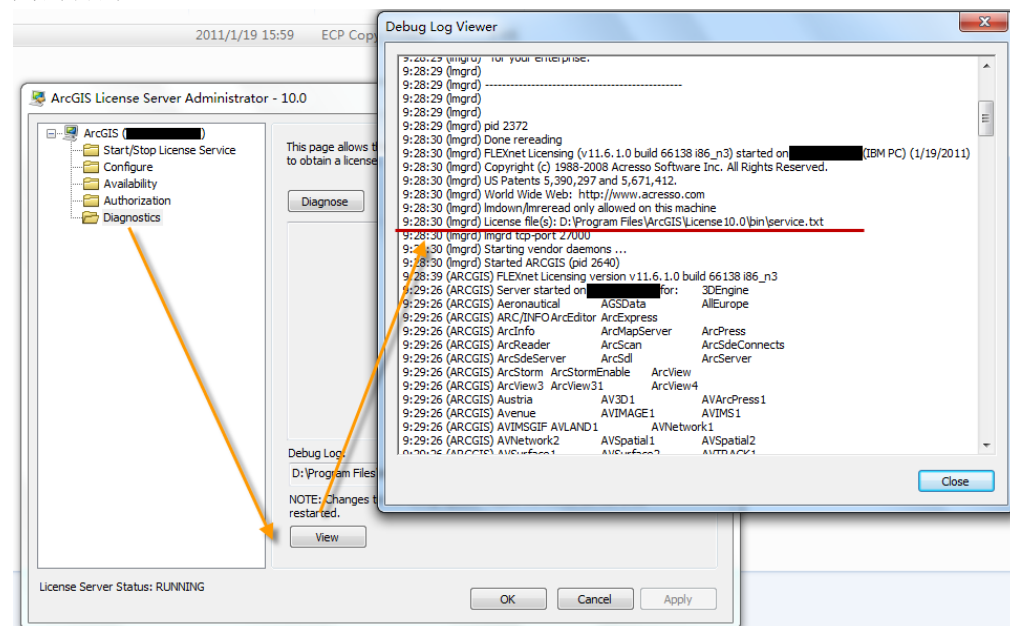 2011/1/19 15:59 ECP Copy
ArcGIS License Server Administrator - 10.0
ArcGIS ( )
Start/Stop License Service
Configure
Availability
Authorization
Diagnostics
This page allows
to obtain a license
Diagnose
Debug Log:
D:\Program Files
NOTE: Changes
restarted.
View
License Server Status: RUNNING
OK Cancel Apply
Debug Log Viewer
9:28:29 (lmgrd) for your enterprise.
9:28:29 (lmgrd)
9:28:29 (lmgrd) -----------------------------------------------
9:28:29 (lmgrd)
9:28:29 (lmgrd)
9:28:29 (lmgrd) pid 2372
9:28:30 (lmgrd) Done rereading
9:28:30 (lmgrd) FLEXnet Licensing (v11.6.1.0 build 66138 i86_n3) started on (IBM PC) (1/19/2011)
9:28:30 (lmgrd) Copyright (c) 1988-2008 Acresso Software Inc. All Rights Reserved.
9:28:30 (lmgrd) US Patents 5,390,297 and 5,671,412.
9:28:30 (lmgrd) World Wide Web: http://www.acresso.com
9:28:30 (lmgrd) lmdown/lmreread only allowed on this machine
9:28:30 (lmgrd) License file(s): D:\Program Files\ArcGIS\License10.0\bin\service.txt
9:28:30 (lmgrd) lmgrd tcp-port 27000
9:28:30 (lmgrd) Starting vendor daemons ...
9:28:30 (lmgrd) Started ARCGIS (pid 2640)
9:28:39 (ARCGIS) FLEXnet Licensing version v11.6.1.0 build 66138 i86_n3
9:29:26 (ARCGIS) Server started on for: 3DEngine
9:29:26 (ARCGIS) Aeronautical AGSData AllEurope
9:29:26 (ARCGIS) ARC/INFO ArcEditor ArcExpress
9:29:26 (ARCGIS) ArcInfo ArcMapServer ArcPress
9:29:26 (ARCGIS) ArcReader ArcScan ArcSdeConnects
9:29:26 (ARCGIS) ArcSdeServer ArcSdl ArcServer
9:29:26 (ARCGIS) ArcStorm ArcStormEnable ArcView
9:29:26 (ARCGIS) ArcView3 ArcView31 ArcView4
9:29:26 (ARCGIS) Austria AV3D1 AVArcPress1
9:29:26 (ARCGIS) Avenue AVIMAGE1 AVIMS1
9:29:26 (ARCGIS) AVIMSGIF AVLAND1 AVNetwork1
9:29:26 (ARCGIS) AVNetwork2 AVSpatial1 AVSpatial2
9:29:26 (ARCGIS) AVSurface1 AVSurface2 AVTRACK1
Close